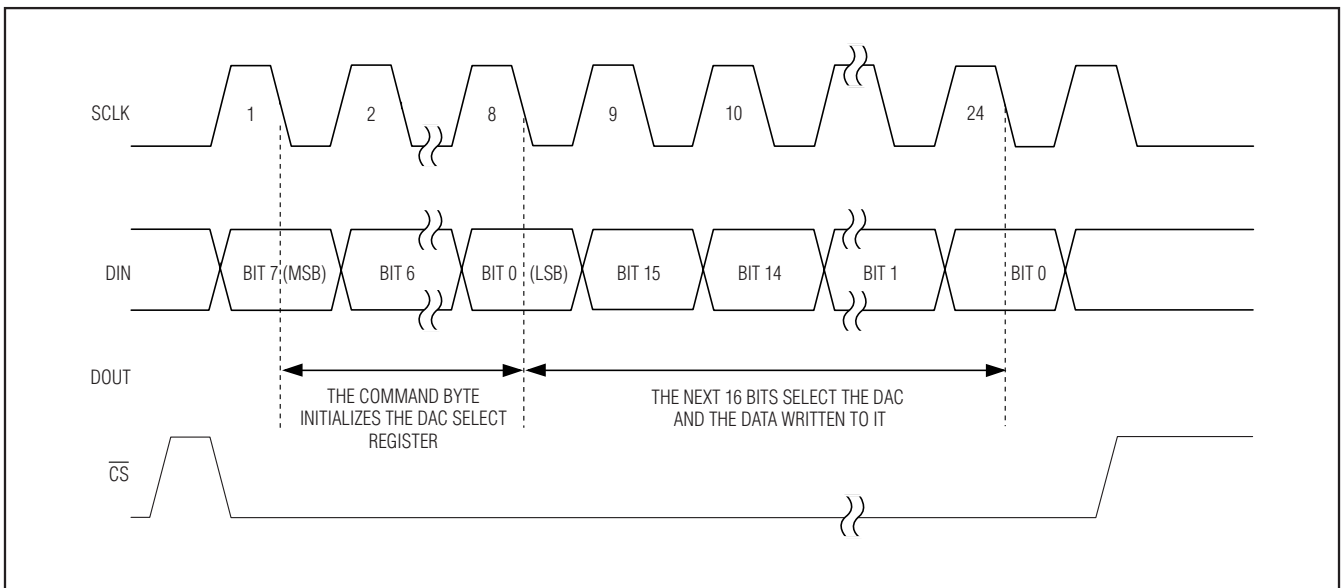 SCLK 1 2 8 9 10 24
DIN BIT 7 (MSB) BIT 6 BIT 0 (LSB) BIT 15 BIT 14 BIT 1 BIT 0
DOUT
THE COMMAND BYTE
INITIALIZES THE DAC SELECT
REGISTER
THE NEXT 16 BITS SELECT THE DAC
AND THE DATA WRITTEN TO IT
CS